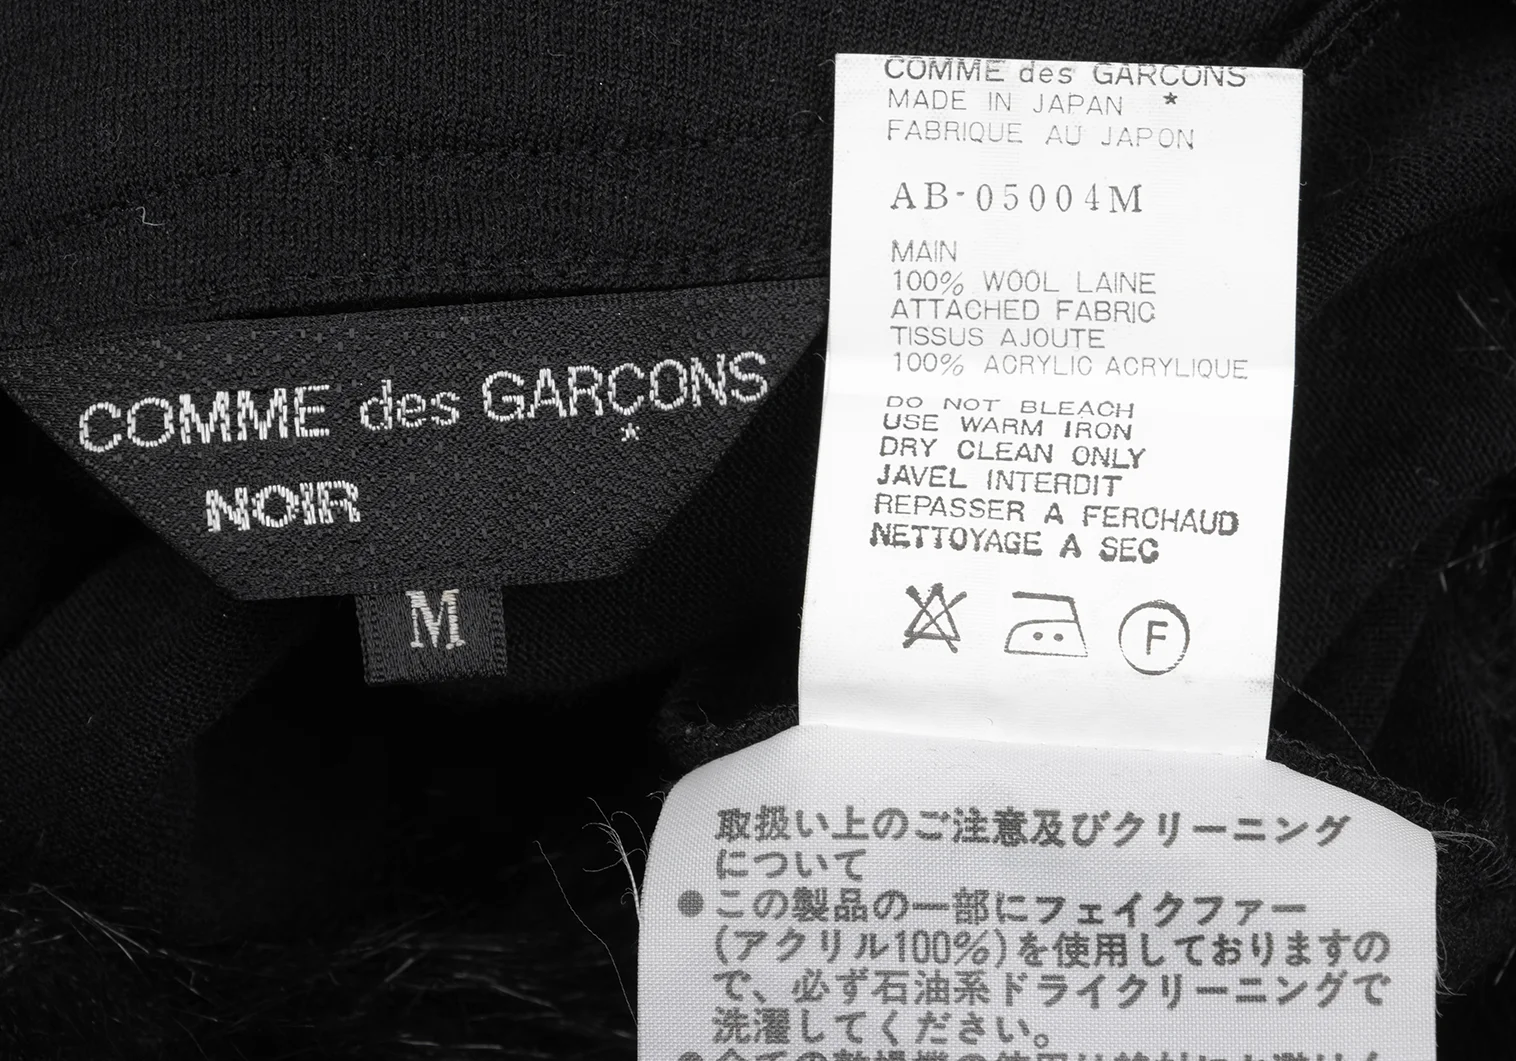 COMME des GARÇONS
*
NOIR
M
COMME des GARCONS
MADE IN JAPAN *
FABRIQUE AU JAPON
AB-05004M
MAIN
100% WOOL LAINE
ATTACHED FABRIC
TISSUS AJOUTE
100% ACRYLIC ACRYLIQUE
DO NOT BLEACH
USE WARM IRON
DRY CLEAN ONLY
JAVEL INTERDIT
REPASSER A FERCHAUD
NETTOYAGE A SEC
F
取扱い上のご注意及びクリーニング
について
●この製品の一部にフェイクファー
(アクリル100%)を使用しておりますの
で、必ず石油系ドライクリーニングで
洗濯してください。